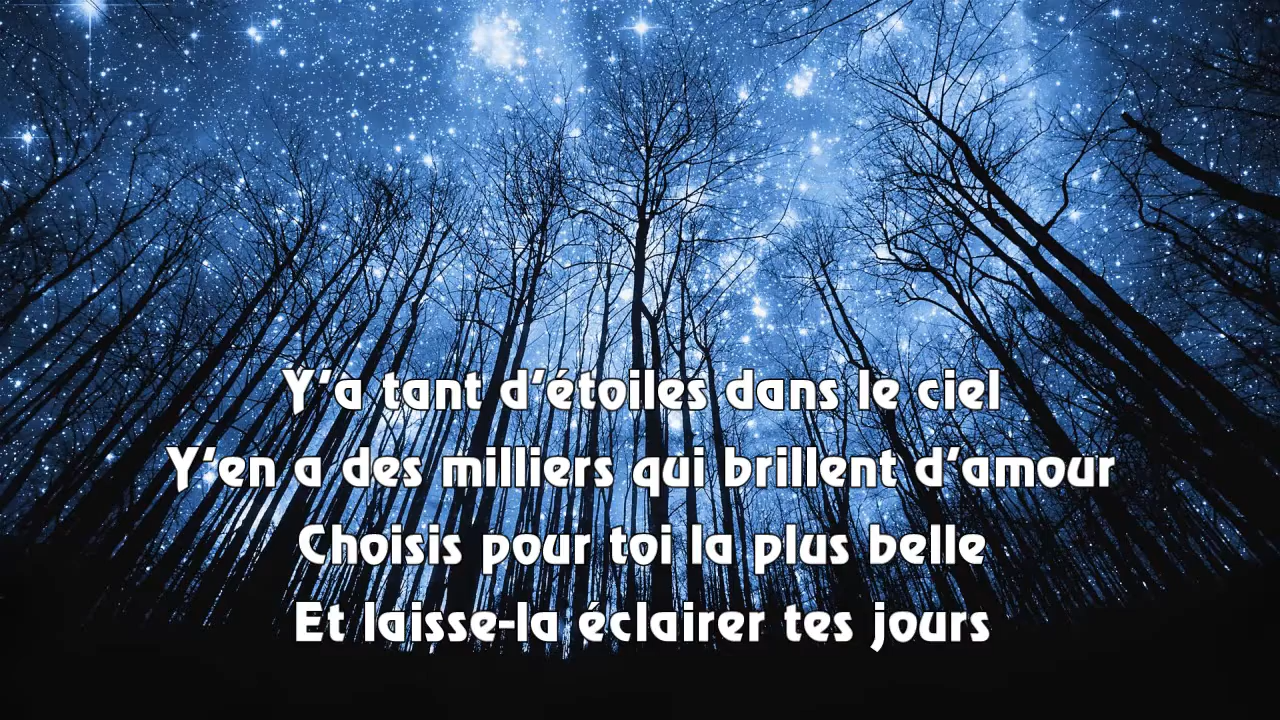 Y'a tant d'étoiles dans le ciel
Y'en a des milliers qui brillent d'amour
Choisis pour toi la plus belle
Et laisse-la éclairer tes jours